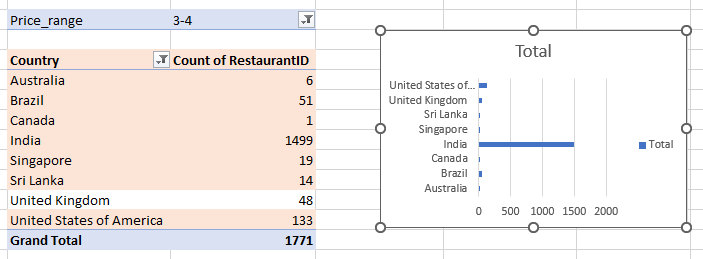 Price_range 3-4
Country Count of RestaurantID
Australia 6
Brazil 51
Canada 1
India 1499
Singapore 19
Sri Lanka 14
United Kingdom 48
United States of America 133
Grand Total 1771
Total
United States of...
United Kingdom
Sri Lanka
Singapore
India
Canada
Brazil
Australia
0 500 1000 1500 2000
Total